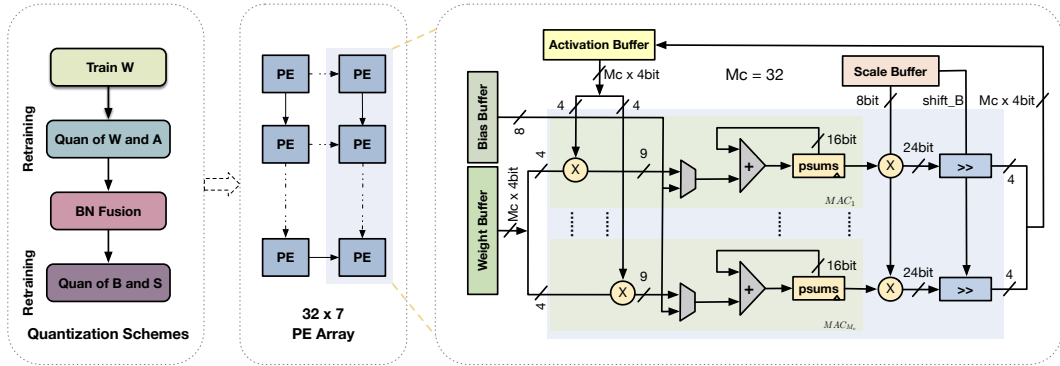 Train W
Retraining
Quan of W and A
BN Fusion
Retraining
Quan of B and S
Quantization Schemes
PE
PE
PE
PE
PE
PE
32 x 7
PE Array
Activation Buffer
Mc x 4bit
Mc = 32
Scale Buffer
Bias Buffer
8
4
4
8bit
shift_B
Mc x 4bit
Weight Buffer
Mc x 4bit
4
X
9
+
16bit
psums
MAC₁
X
24bit
>>
4
4
X
9
+
16bit
psums
MAC_{Mc}
X
24bit
>>
4